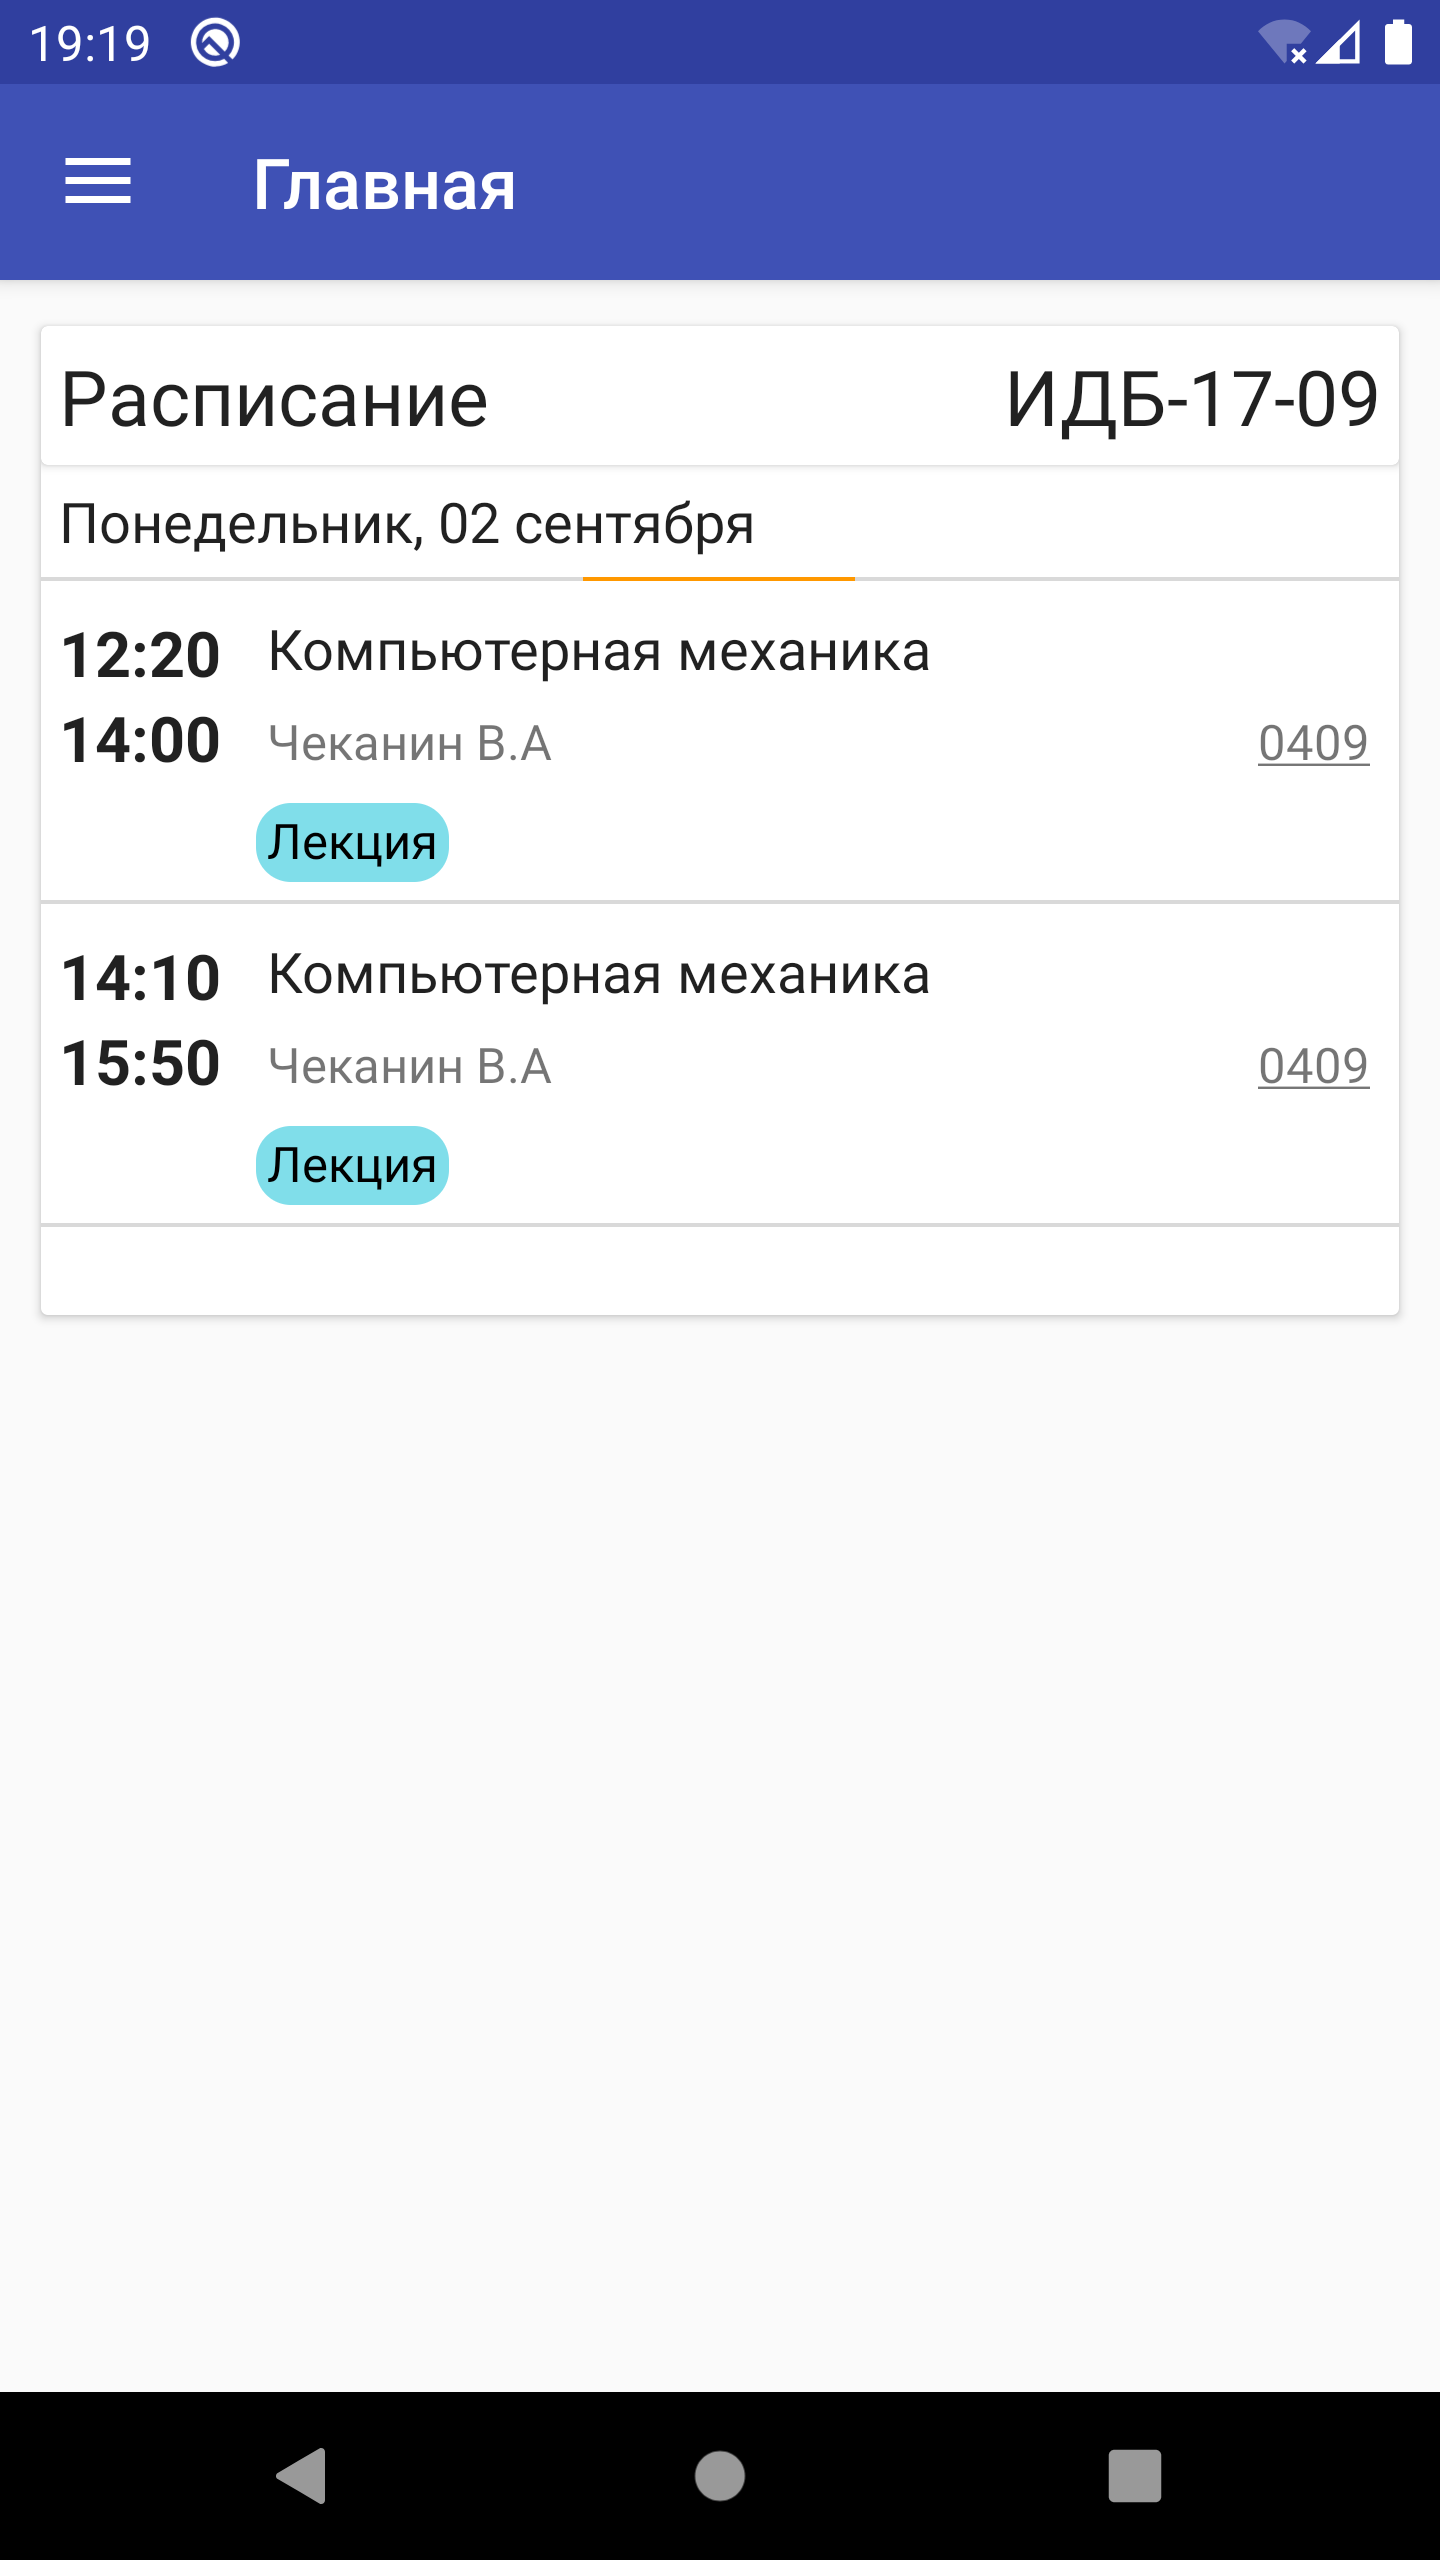 19:19
Главная
Расписание ИДБ-17-09
Понедельник, 02 сентября
12:20 Компьютерная механика
14:00 Чеканин В.А 0409
Лекция
14:10 Компьютерная механика
15:50 Чеканин В.А 0409
Лекция